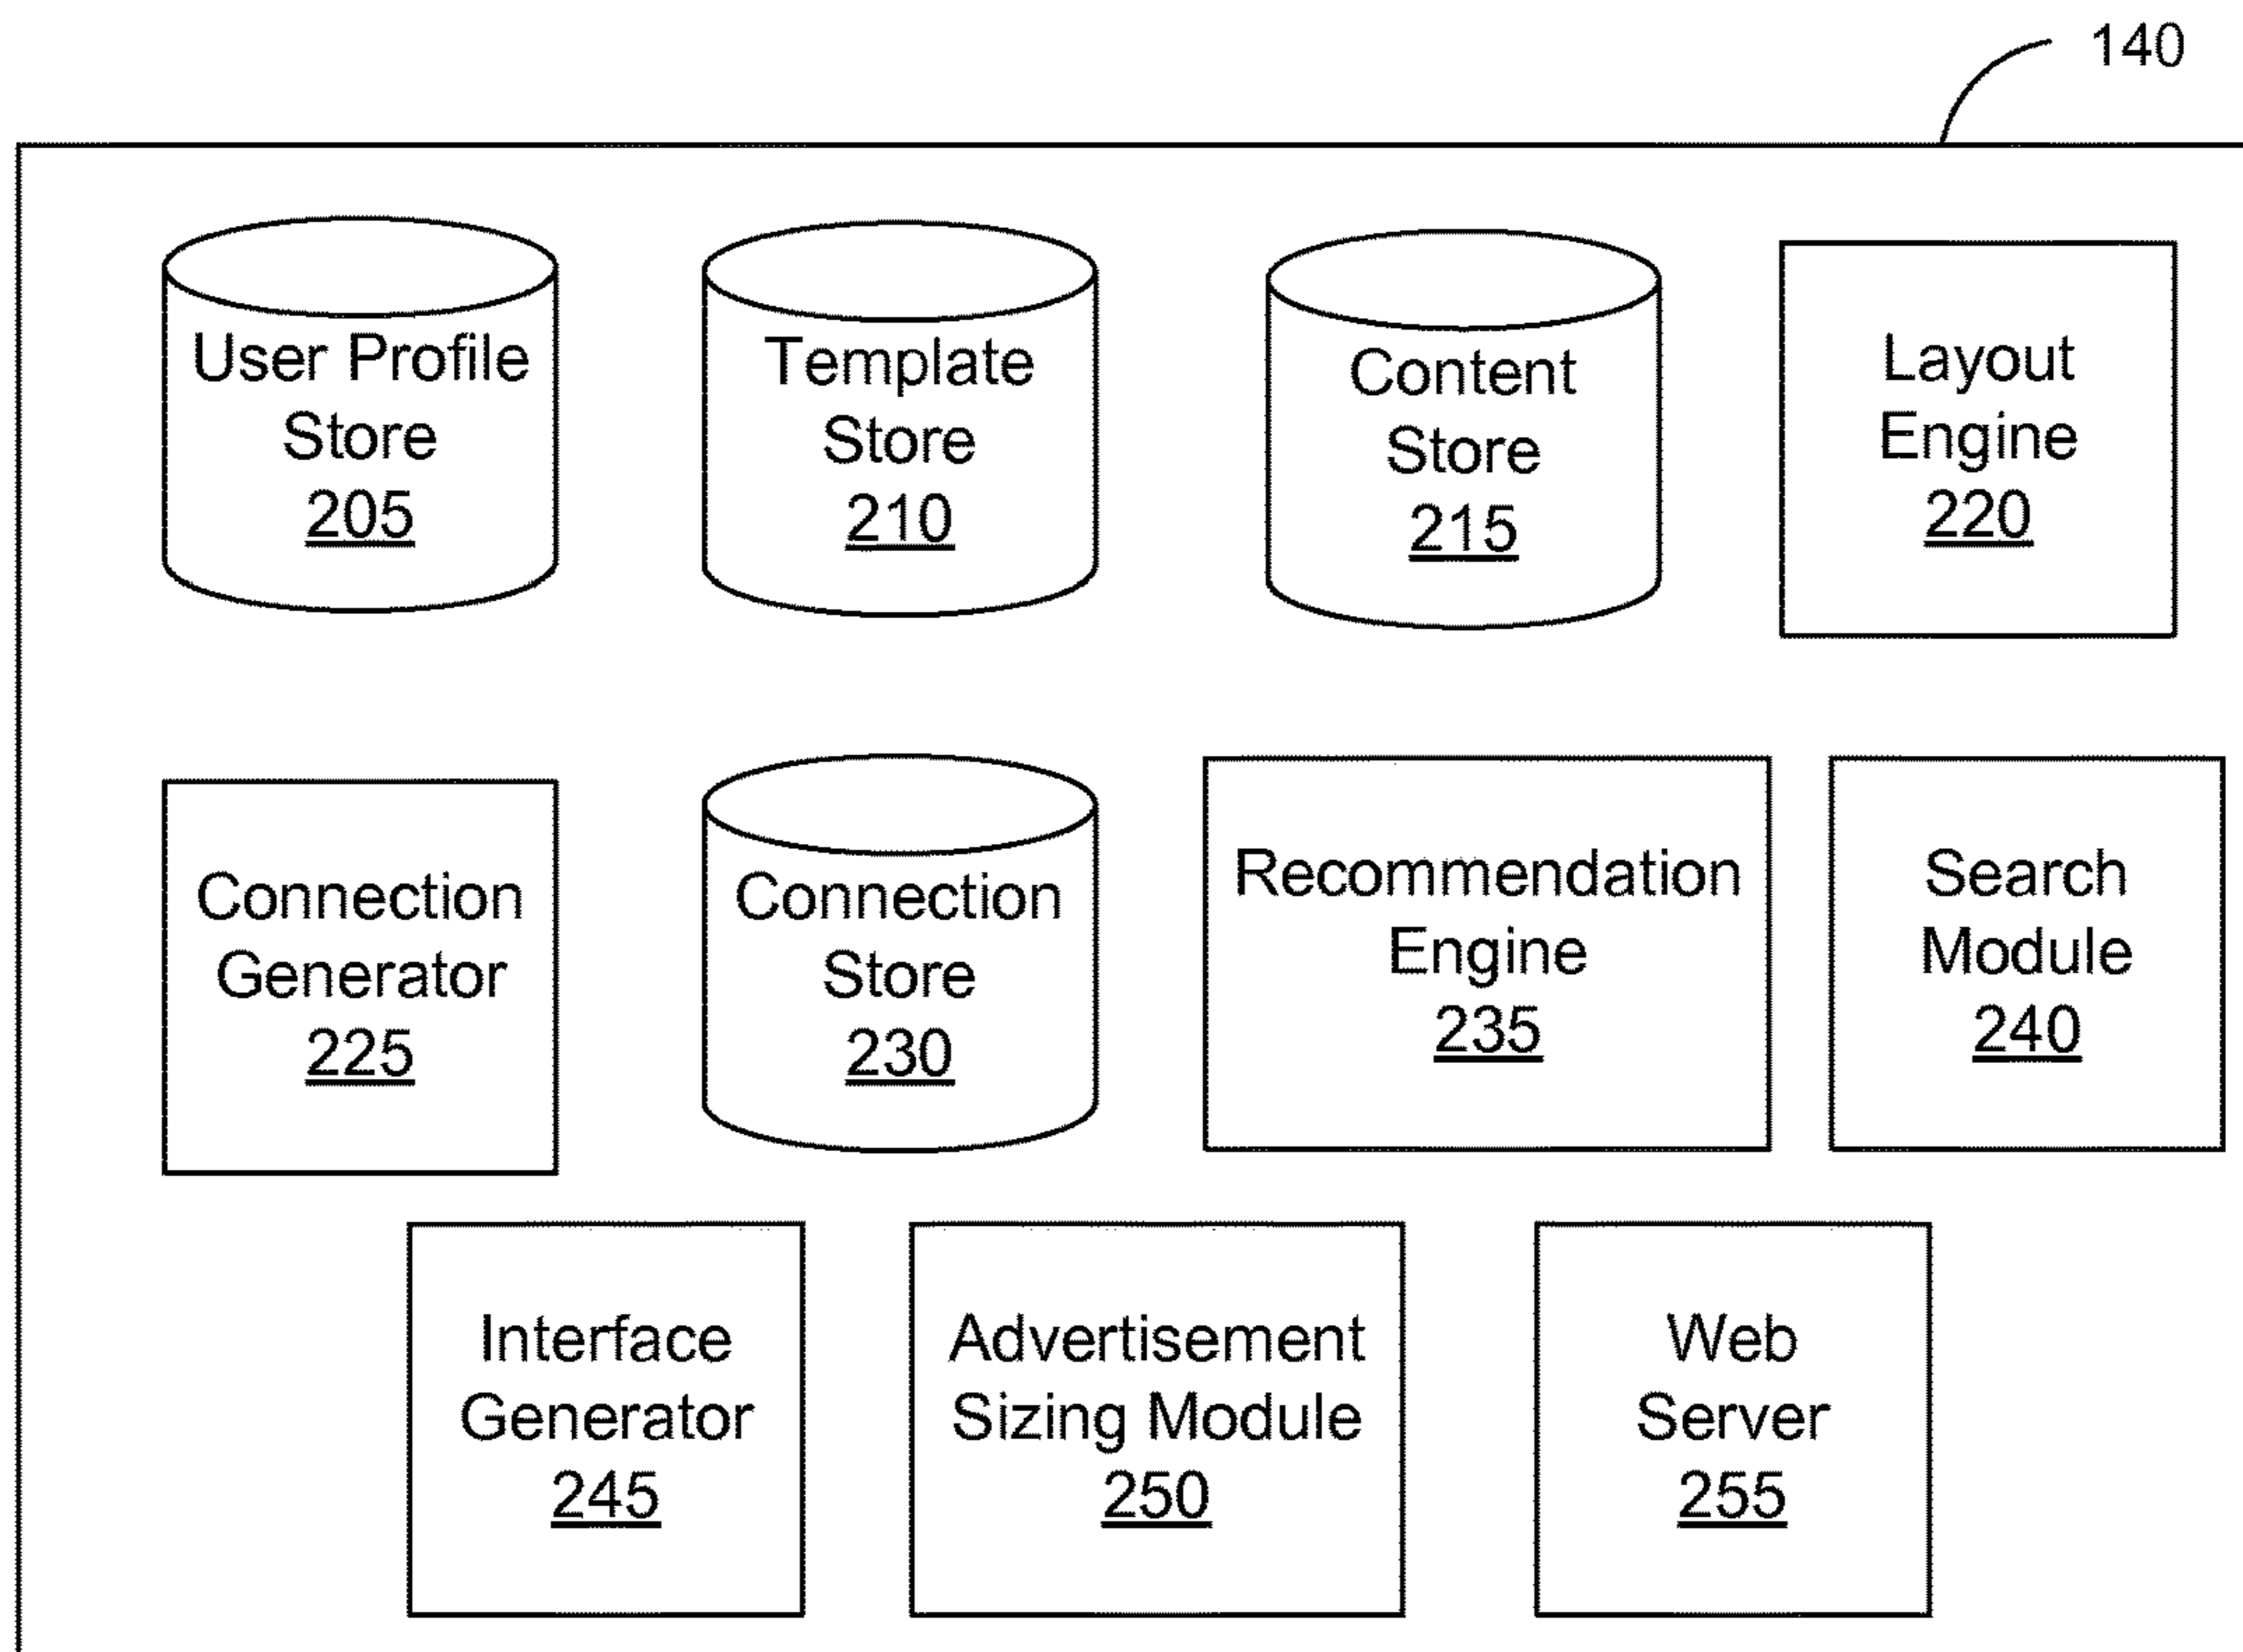 140
User Profile
Store
205
Template
Store
210
Content
Store
215
Layout
Engine
220
Connection
Generator
225
Connection
Store
230
Recommendation
Engine
235
Search
Module
240
Interface
Generator
245
Advertisement
Sizing Module
250
Web
Server
255